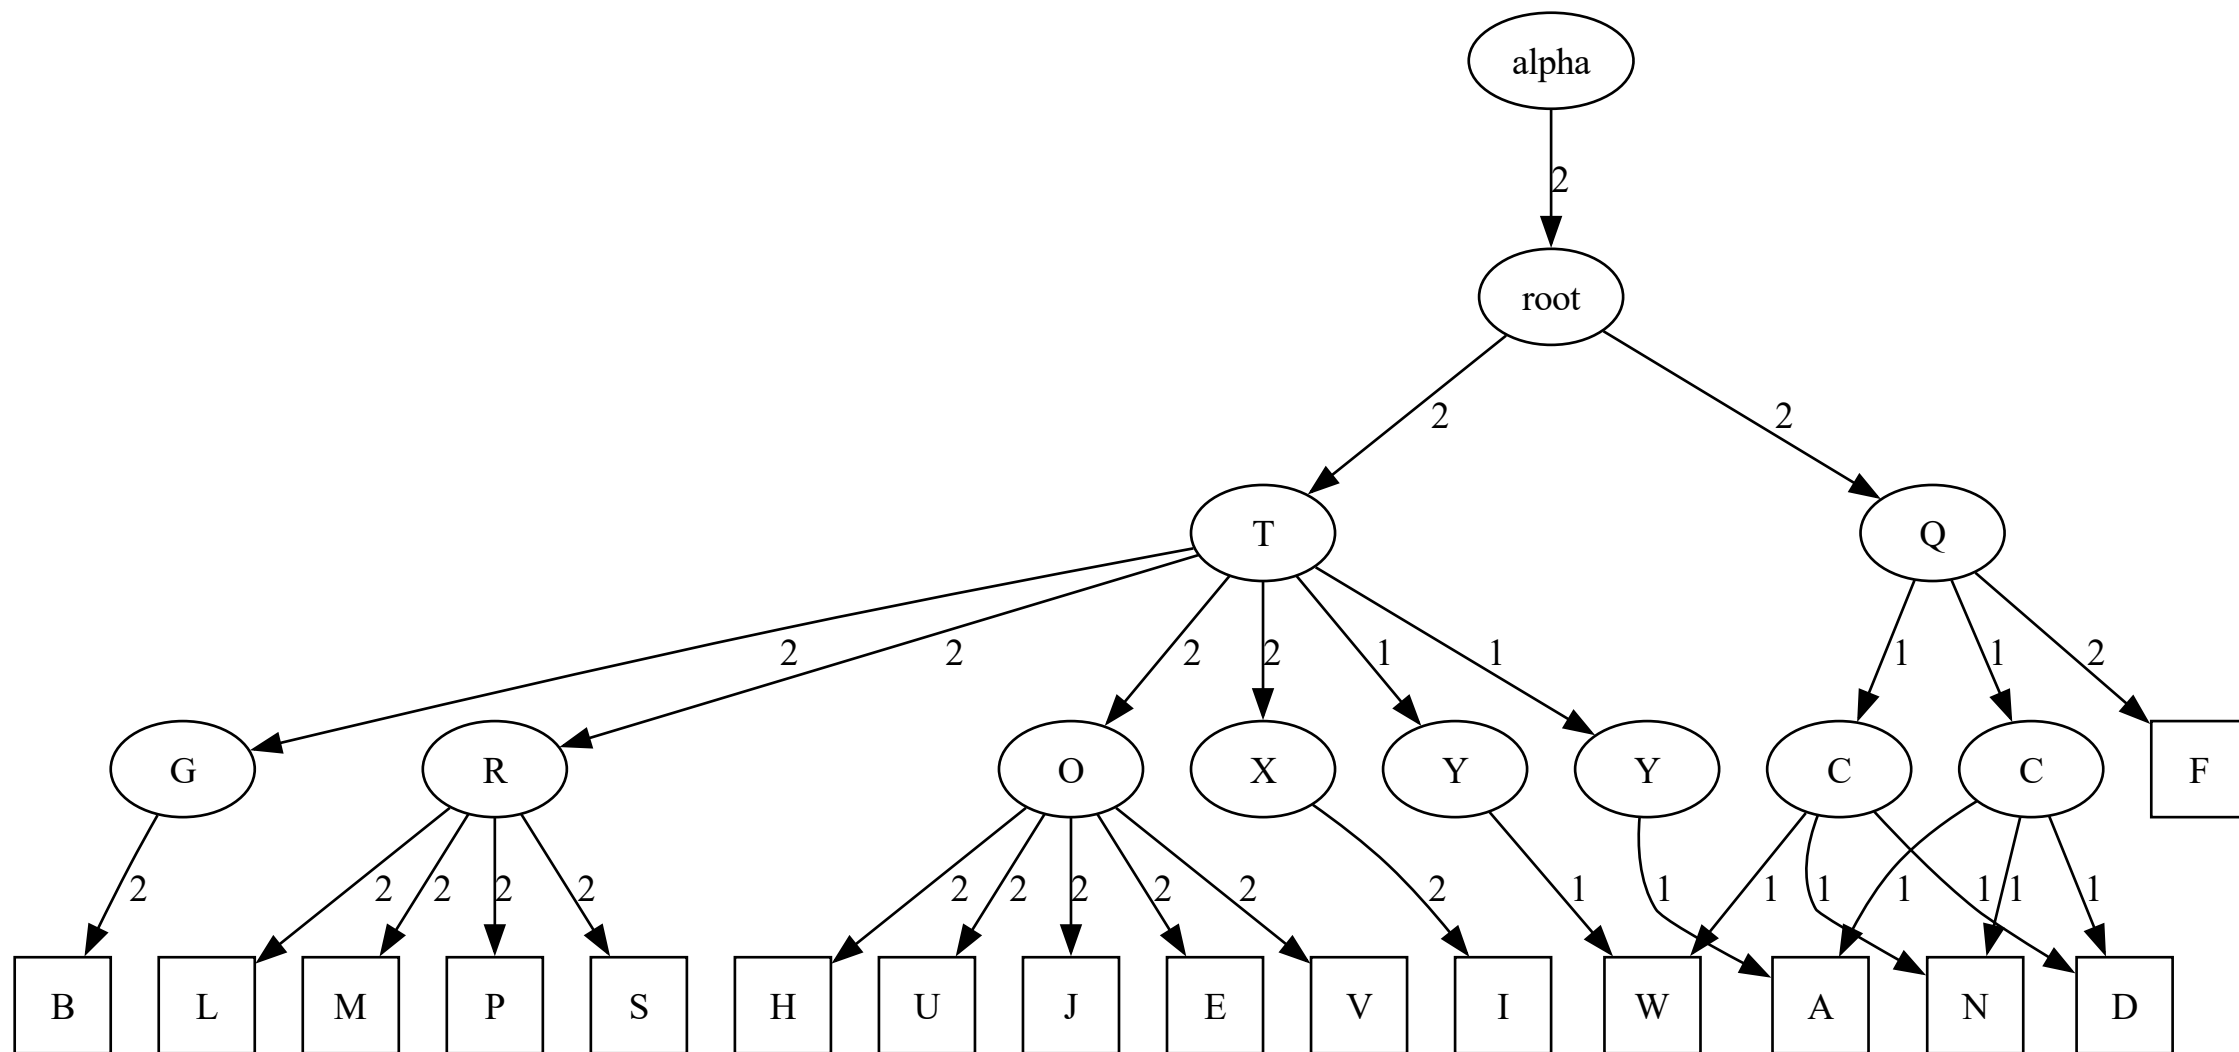 alpha
2
root
2 2
T Q
2 2 2 2 1 1 1 1 2
G R O X Y Y C C F
2 2 2 2 2 2 2 2 2 2 2 1 1 1 1 1 1 1 1
B L M P S H U J E V I W A N D